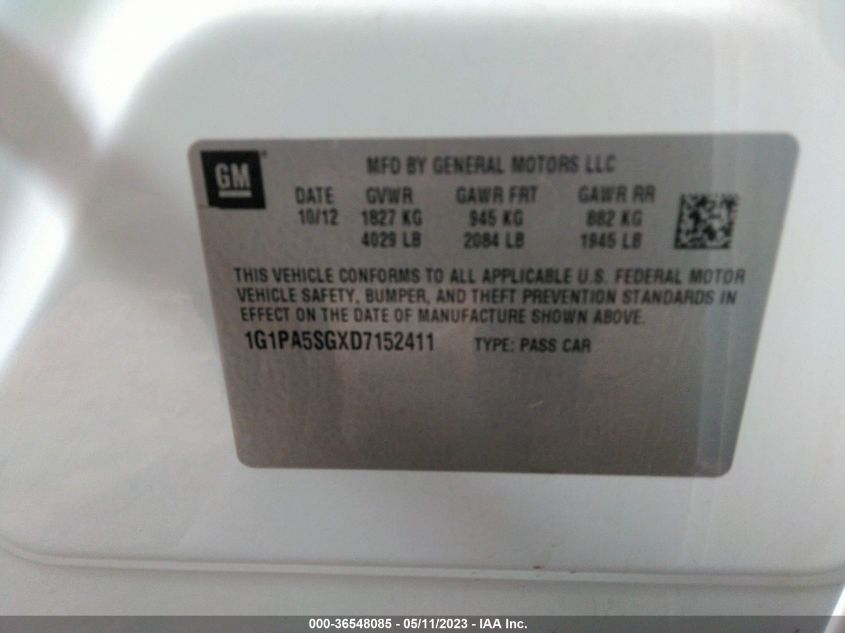 GM
MFD BY GENERAL MOTORS LLC
DATE GVWR GAWR FRT GAWR RR
10/12 1827 KG 945 KG 882 KG
4029 LB 2084 LB 1945 LB
THIS VEHICLE CONFORMS TO ALL APPLICABLE U.S. FEDERAL MOTOR
VEHICLE SAFETY, BUMPER, AND THEFT PREVENTION STANDARDS IN
EFFECT ON THE DATE OF MANUFACTURE SHOWN ABOVE.
1G1PA5SGXD7152411 TYPE: PASS CAR
000-36548085 - 05/11/2023 - IAA Inc.